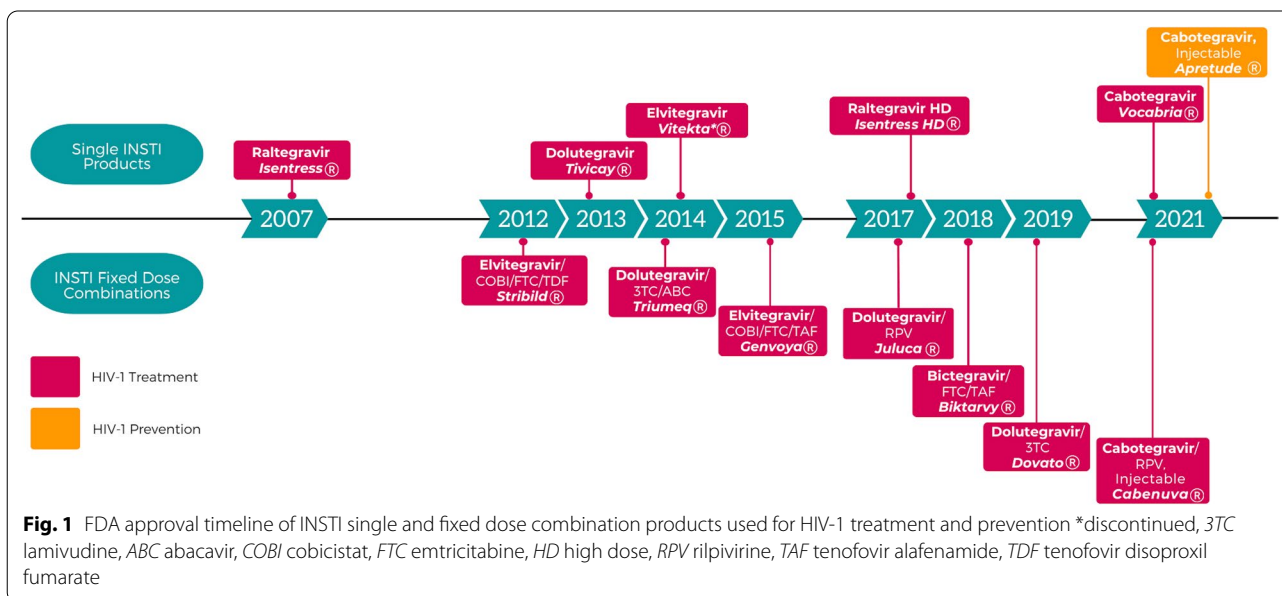 Cabotegravir,
Injectable
Apretude ®
Elvitegravir
Vitekta*®
Raltegravir HD
Isentress HD®
Cabotegravir
Vocabria®
Single INSTI
Products
Raltegravir
Isentress®
Dolutegravir
Tivicay®
2007
2012
2013
2014
2015
2017
2018
2019
2021
INSTI Fixed Dose
Combinations
Elvitegravir/
COBI/FTC/TDF
Stribild®
Dolutegravir/
3TC/ABC
Triumeq®
Elvitegravir/
COBI/FTC/TAF
Genvoya®
Dolutegravir/
RPV
Juluca ®
Bictegravir/
FTC/TAF
Biktarvy®
Dolutegravir/
3TC
Dovato®
Cabotegravir/
RPV,
Injectable
Cabenuva®
HIV-1 Treatment
HIV-1 Prevention
Fig. 1 FDA approval timeline of INSTI single and fixed dose combination products used for HIV-1 treatment and prevention *discontinued, 3TC
lamivudine, ABC abacavir, COBI cobicistat, FTC emtricitabine, HD high dose, RPV rilpivirine, TAF tenofovir alafenamide, TDF tenofovir disoproxil
fumarate